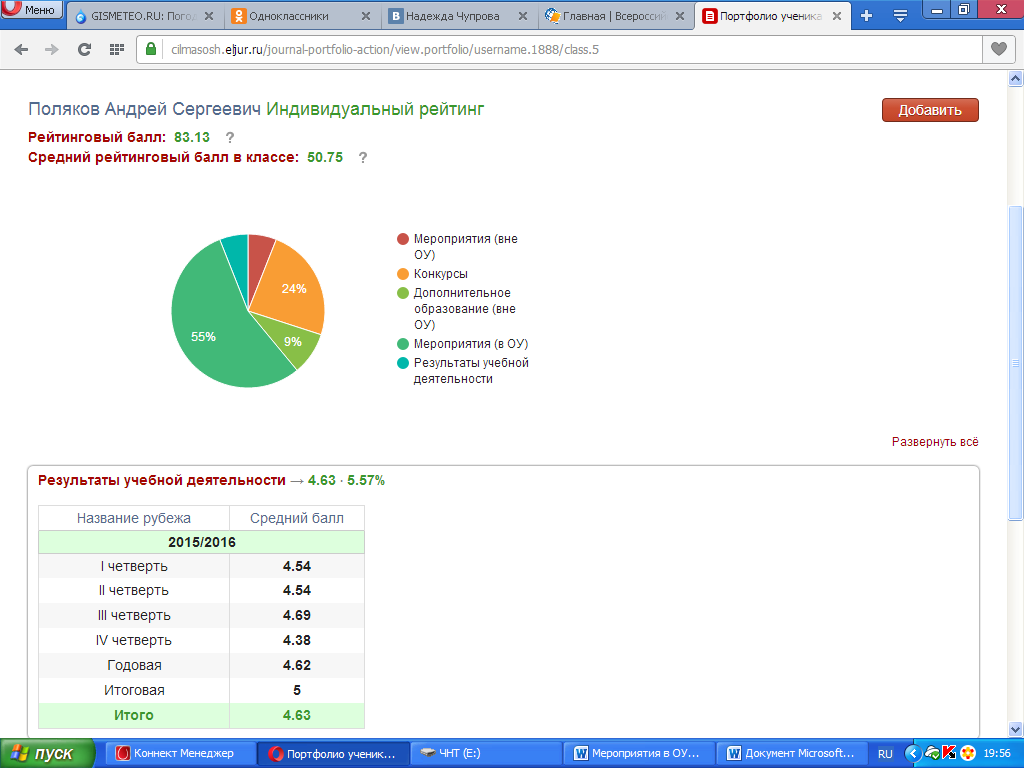 Меню
GISMETEO.RU: Погод
Одноклассники
Надежда Чупрова
Главная | Всероссий
Портфолио ученика
cilmasosh.eljur.ru/journal-portfolio-action/view.portfolio/username.1888/class.5
Поляков Андрей Сергеевич Индивидуальный рейтинг
Добавить
Рейтинговый балл: 83.13 ?
Средний рейтинговый балл в классе: 50.75 ?
24%
9%
55%
Мероприятия (вне
ОУ)
Конкурсы
Дополнительное
образование (вне
ОУ)
Мероприятия (в ОУ)
Результаты учебной
деятельности
Развернуть всё
Результаты учебной деятельности → 4.63 · 5.57%
Название рубежа Средний балл
2015/2016
I четверть 4.54
II четверть 4.54
III четверть 4.69
IV четверть 4.38
Годовая 4.62
Итоговая 5
Итого 4.63
пуск
Коннект Менеджер
Портфолио ученик...
ЧНТ (E:)
Мероприятия в ОУ...
Документ Microsoft...
RU
19:56